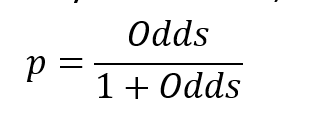 p = Odds / 1 + Odds